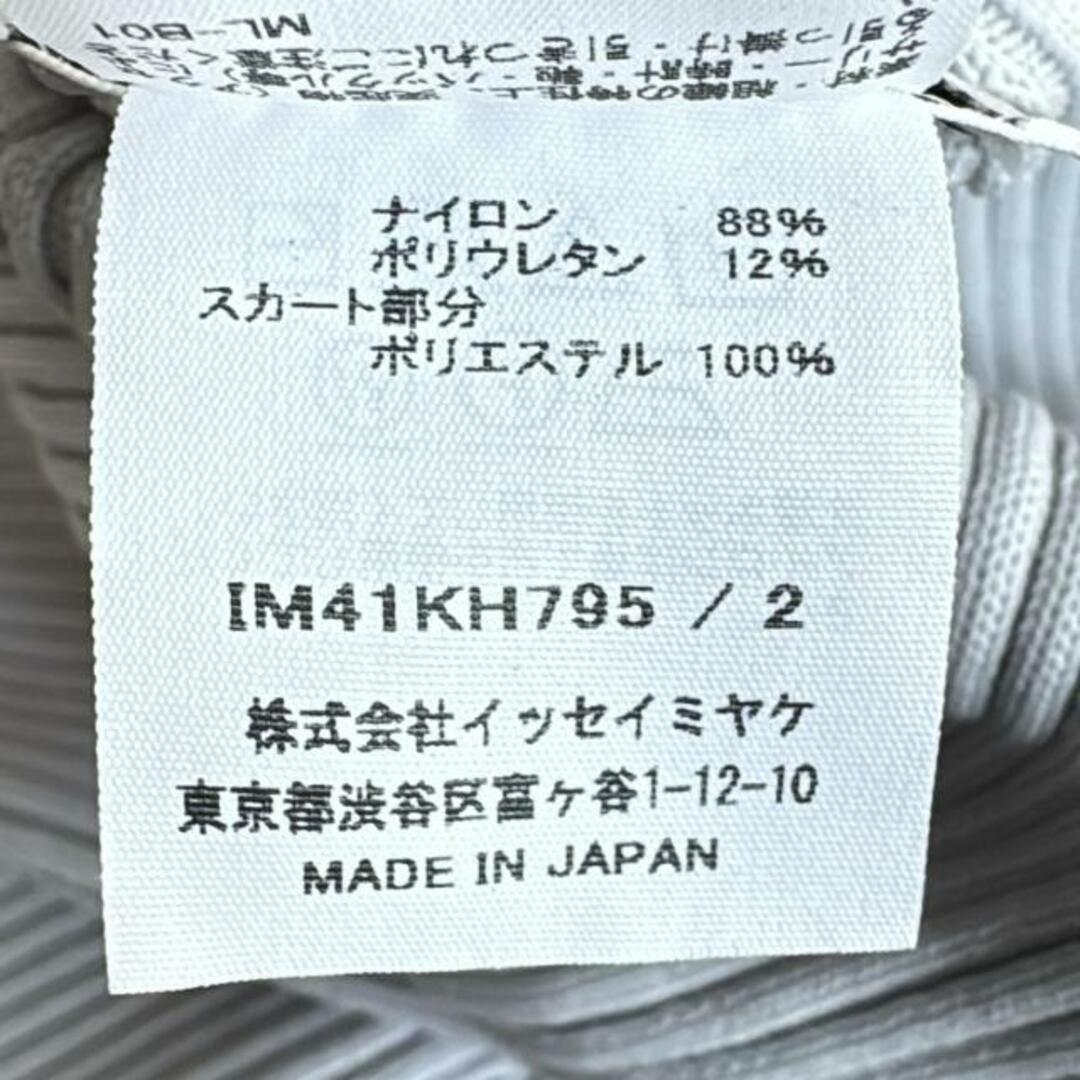 ML-B01
ナイロン 88%
ポリウレタン 12%
スカート部分
ポリエステル 100%
IM41KH795 / 2
株式会社イッセイミヤケ
東京都渋谷区富ヶ谷1-12-10
MADE IN JAPAN